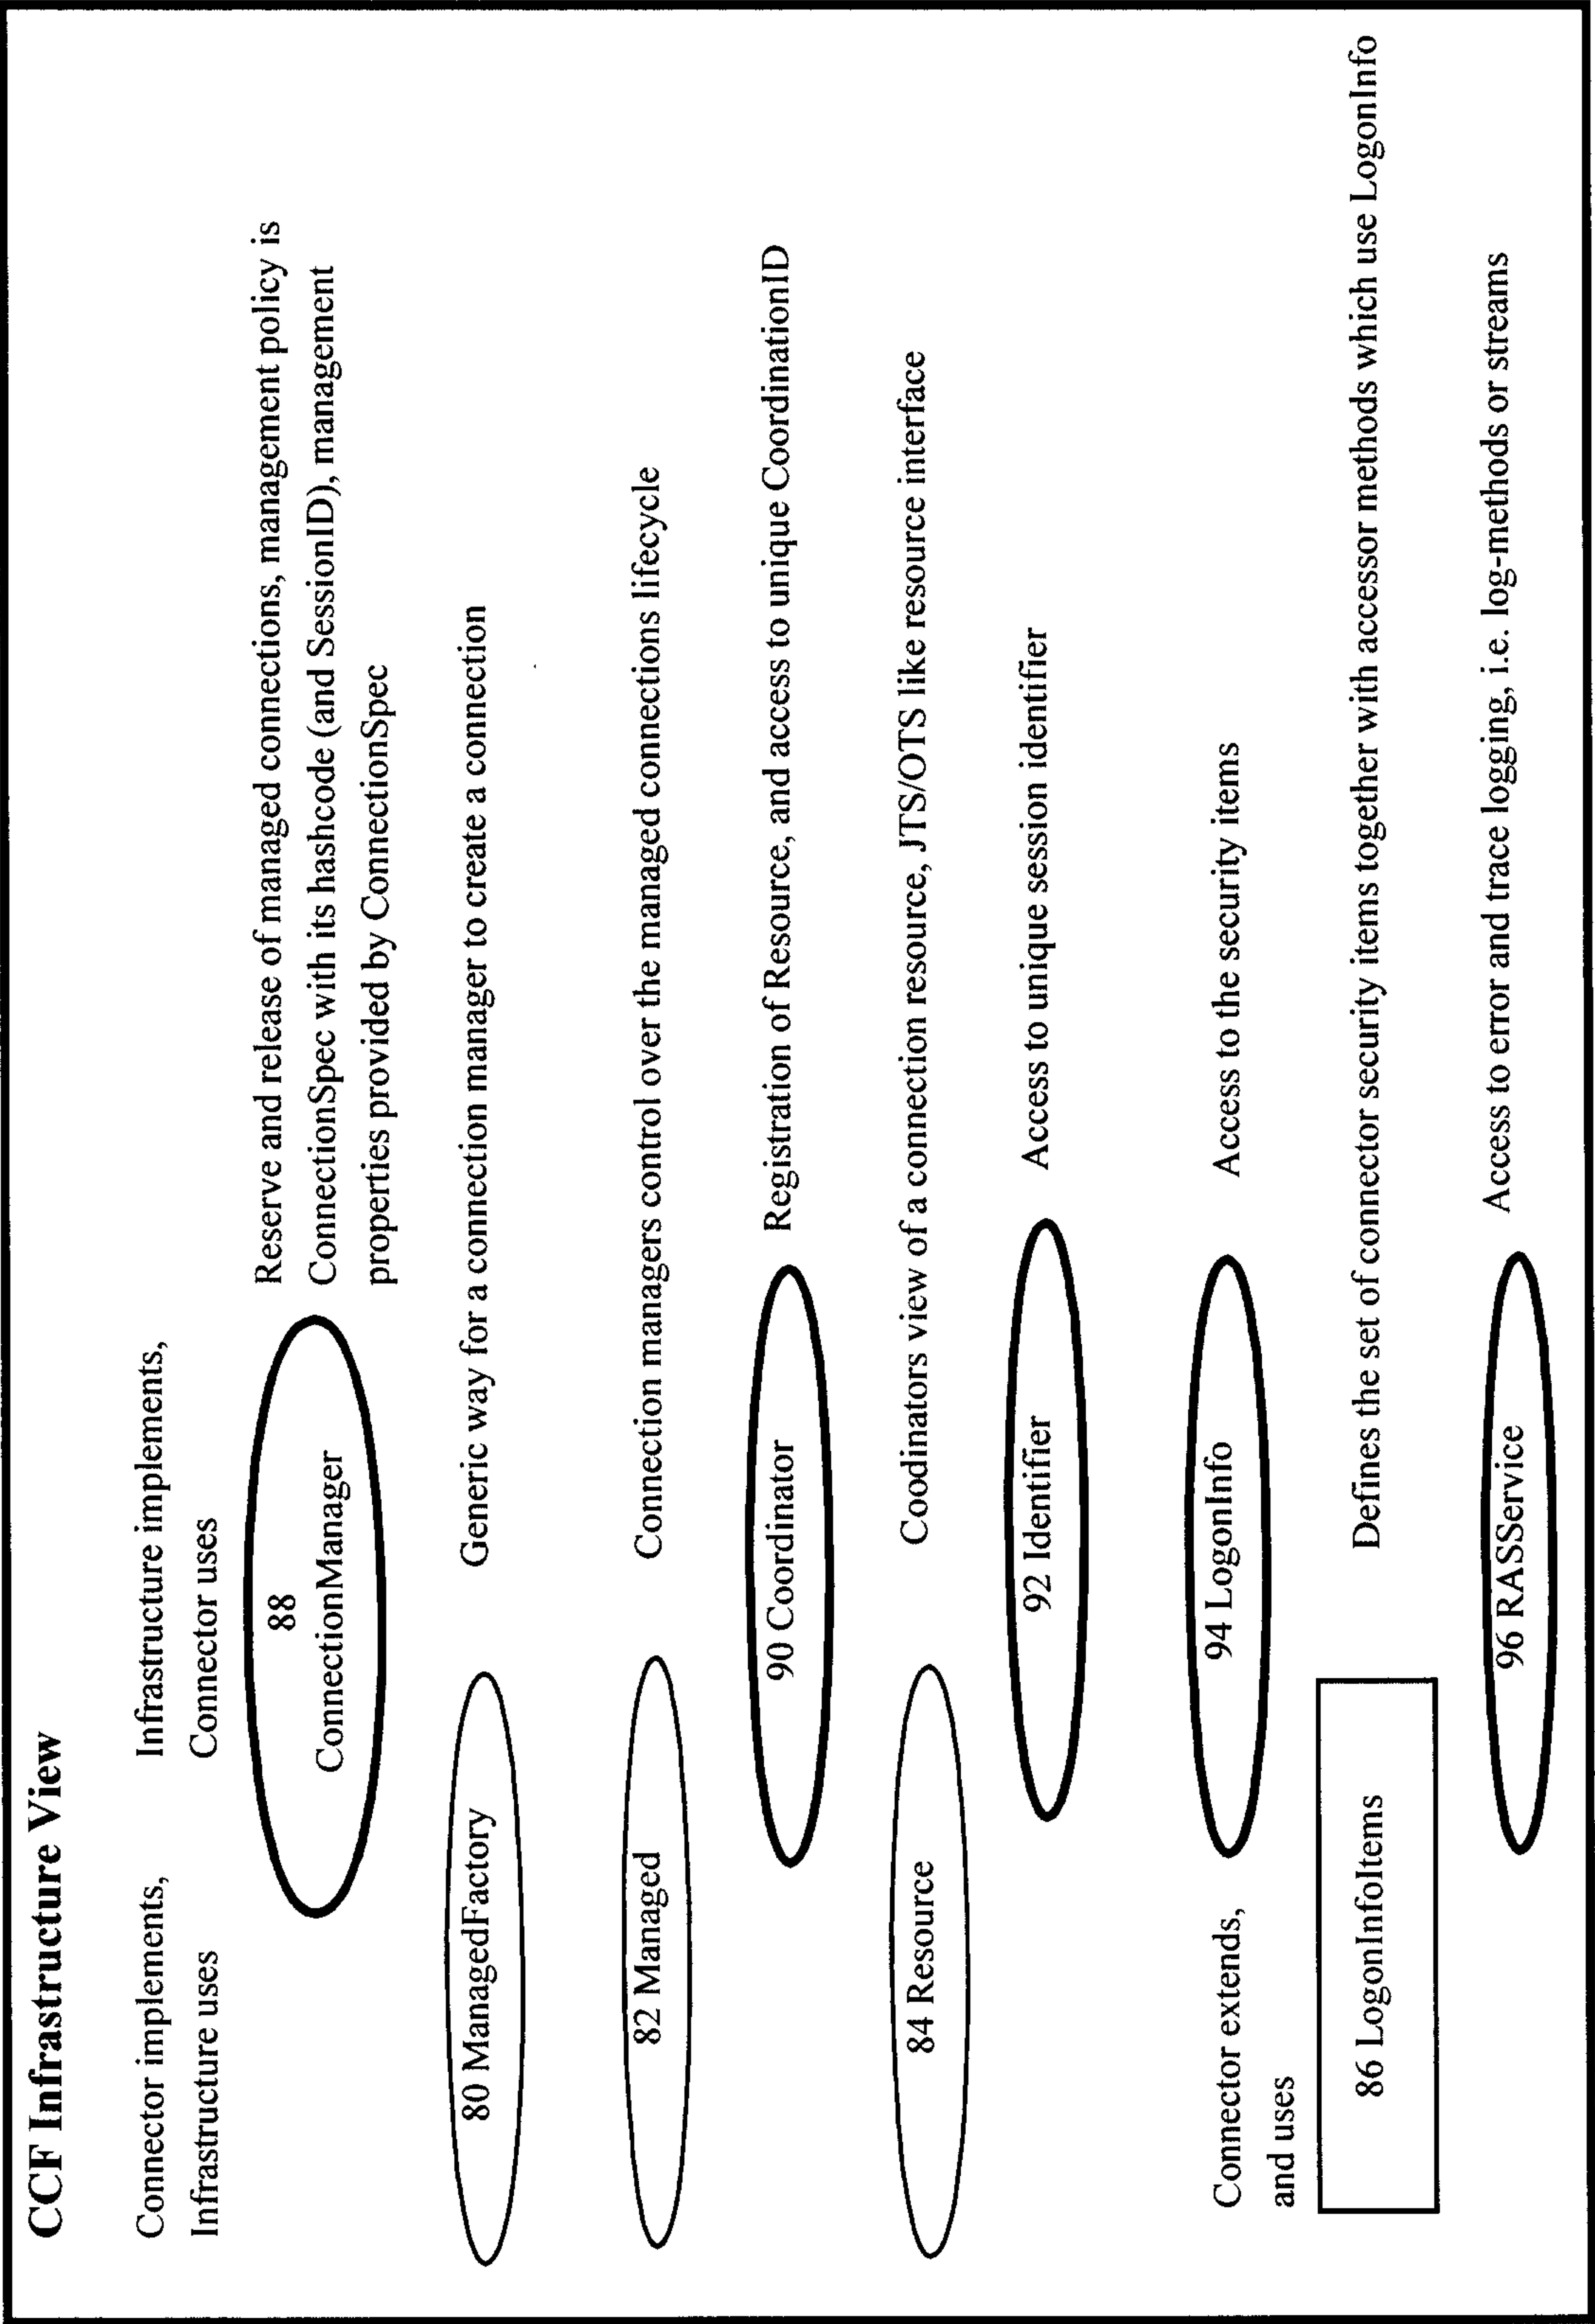 CCF Infrastructure View
Connector implements,
Infrastructure uses
Infrastructure implements,
Connector uses
88
ConnectionManager
Reserve and release of managed connections, management policy is
ConnectionSpec with its hashcode (and SessionID), management
properties provided by ConnectionSpec
80 ManagedFactory
Generic way for a connection manager to create a connection
82 Managed
Connection managers control over the managed connections lifecycle
90 Coordinator
Registration of Resource, and access to unique CoordinationID
84 Resource
Coodinators view of a connection resource, JTS/OTS like resource interface
92 Identifier
Access to unique session identifier
Connector extends,
and uses
94 LogonInfo
Access to the security items
86 LogonInfoItems
Defines the set of connector security items together with accessor methods which use LogonInfo
96 RASService
Access to error and trace logging, i.e. log-methods or streams